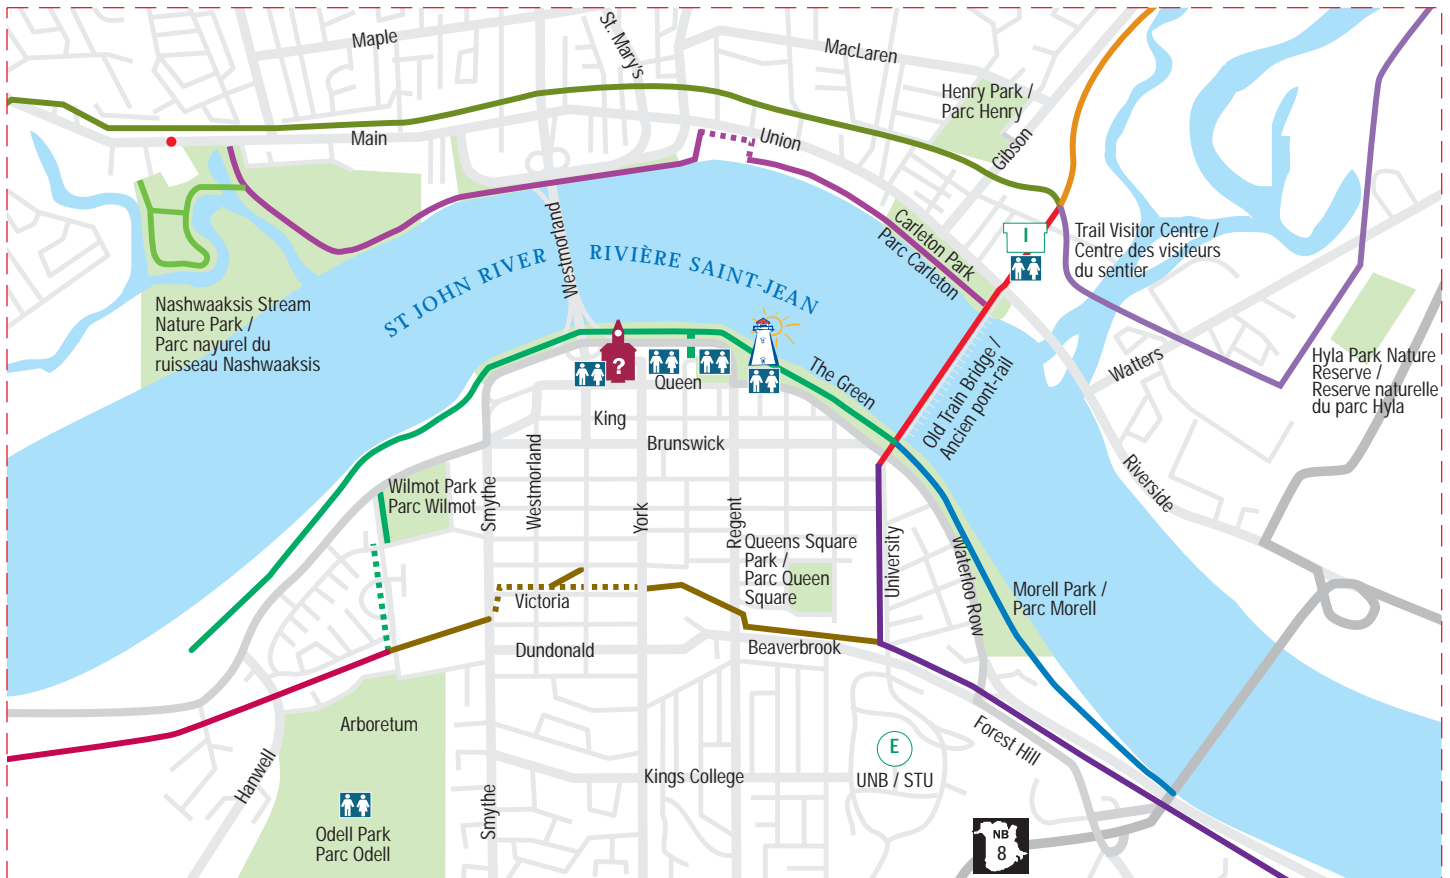 Maple
St. Mary's
MacLaren
Henry Park /
Parc Henry
Main
Union
Gibson
Carleton Park
Parc Carleton
I
Trail Visitor Centre /
Centre des visiteurs
du sentier
Westmorland
ST JOHN RIVER
RIVIÈRE SAINT-JEAN
Nashwaaksis Stream
Nature Park /
Parc nayurel du
ruisseau Nashwaaksis
?
Queen
The Green
Old Train Bridge /
Ancien pont-rail
Watters
Hyla Park Nature
Reserve /
Reserve naturelle
du parc Hyla
King
Brunswick
Riverside
Wilmot Park
Parc Wilmot
Smythe
Westmorland
York
Regent
Queens Square
Park /
Parc Queen
Square
University
Waterloo Row
Morell Park /
Parc Morell
Victoria
Dundonald
Beaverbrook
Arboretum
Hanwell
Forest Hill
E
UNB / STU
Kings College
Smythe
Odell Park
Parc Odell
NB
8